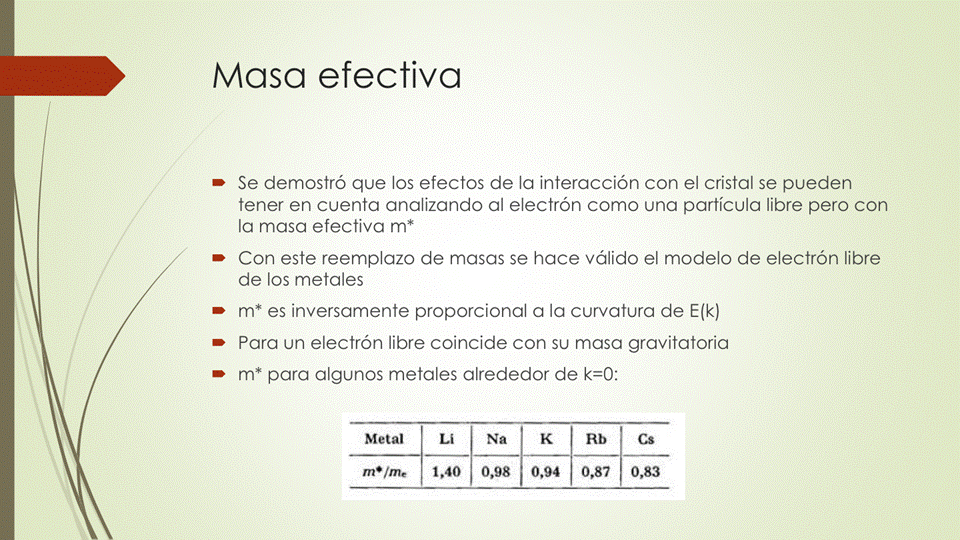 Masa efectiva
Se demostró que los efectos de la interacción con el cristal se pueden
tener en cuenta analizando al electrón como una partícula libre pero con
la masa efectiva m*
Con este reemplazo de masas se hace válido el modelo de electrón libre
de los metales
m* es inversamente proporcional a la curvatura de E(k)
Para un electrón libre coincide con su masa gravitatoria
m* para algunos metales alrededor de k=0:
Metal Li Na K Rb Cs
m*/me 1,40 0,98 0,94 0,87 0,83